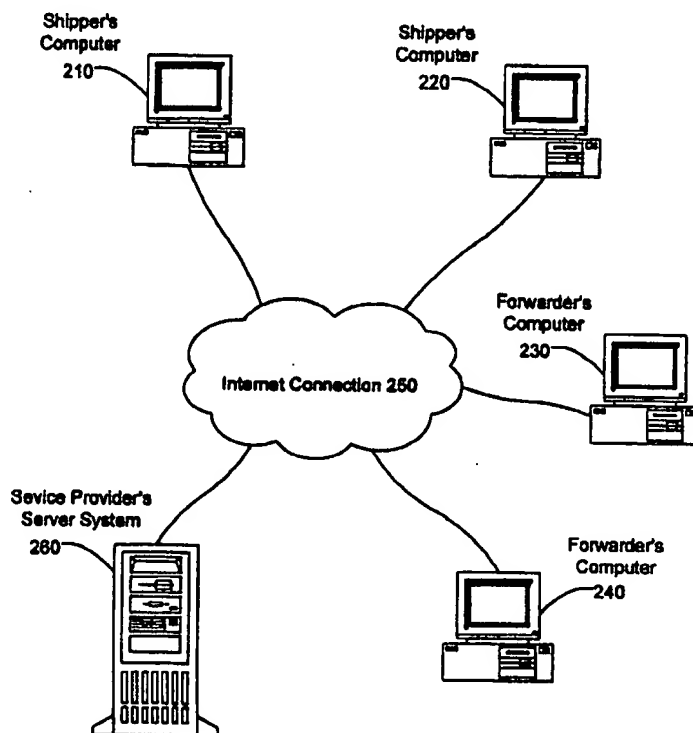 Shipper's
Computer
210
Shipper's
Computer
220
Forwarder's
Computer
230
Internet Connection 250
Sevice Provider's
Server System
260
Forwarder's
Computer
240